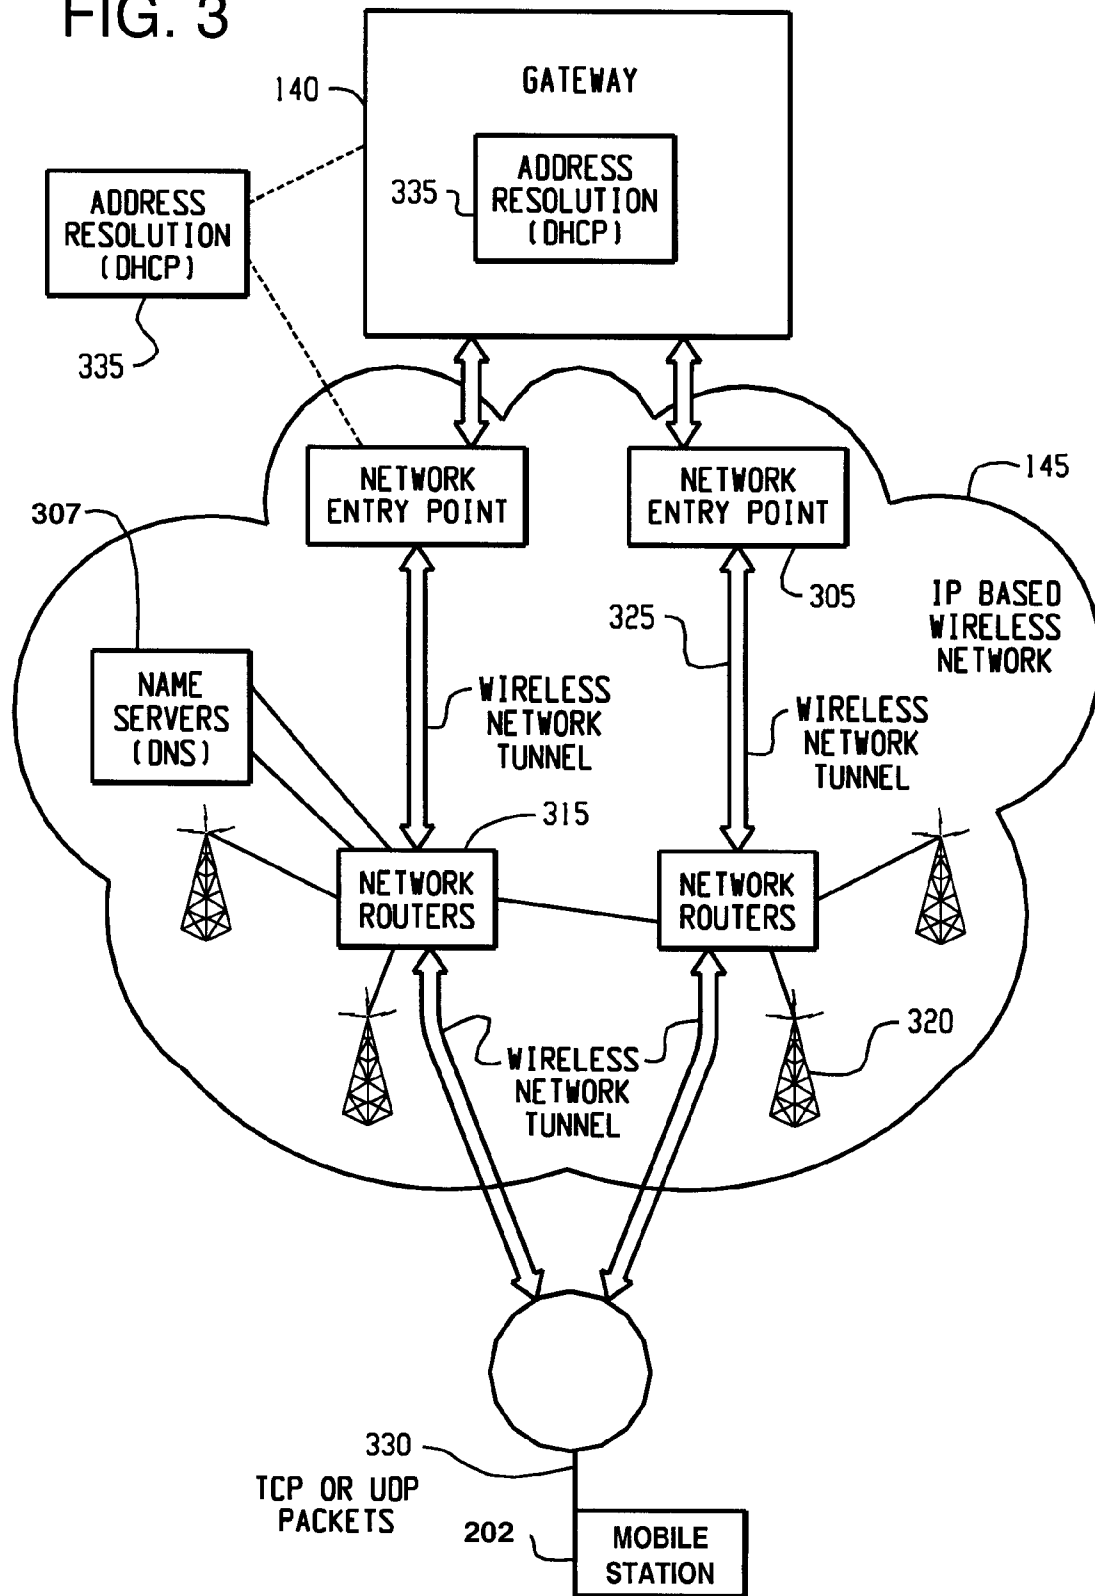 FIG. 3
GATEWAY
140
ADDRESS
RESOLUTION
(DHCP)
335
ADDRESS
RESOLUTION
(DHCP)
335
NETWORK
ENTRY POINT
NETWORK
ENTRY POINT
145
307
305
325
IP BASED
WIRELESS
NETWORK
NAME
SERVERS
(DNS)
WIRELESS
NETWORK
TUNNEL
WIRELESS
NETWORK
TUNNEL
315
NETWORK
ROUTERS
NETWORK
ROUTERS
320
WIRELESS
NETWORK
TUNNEL
330
TCP OR UDP
PACKETS
202
MOBILE
STATION